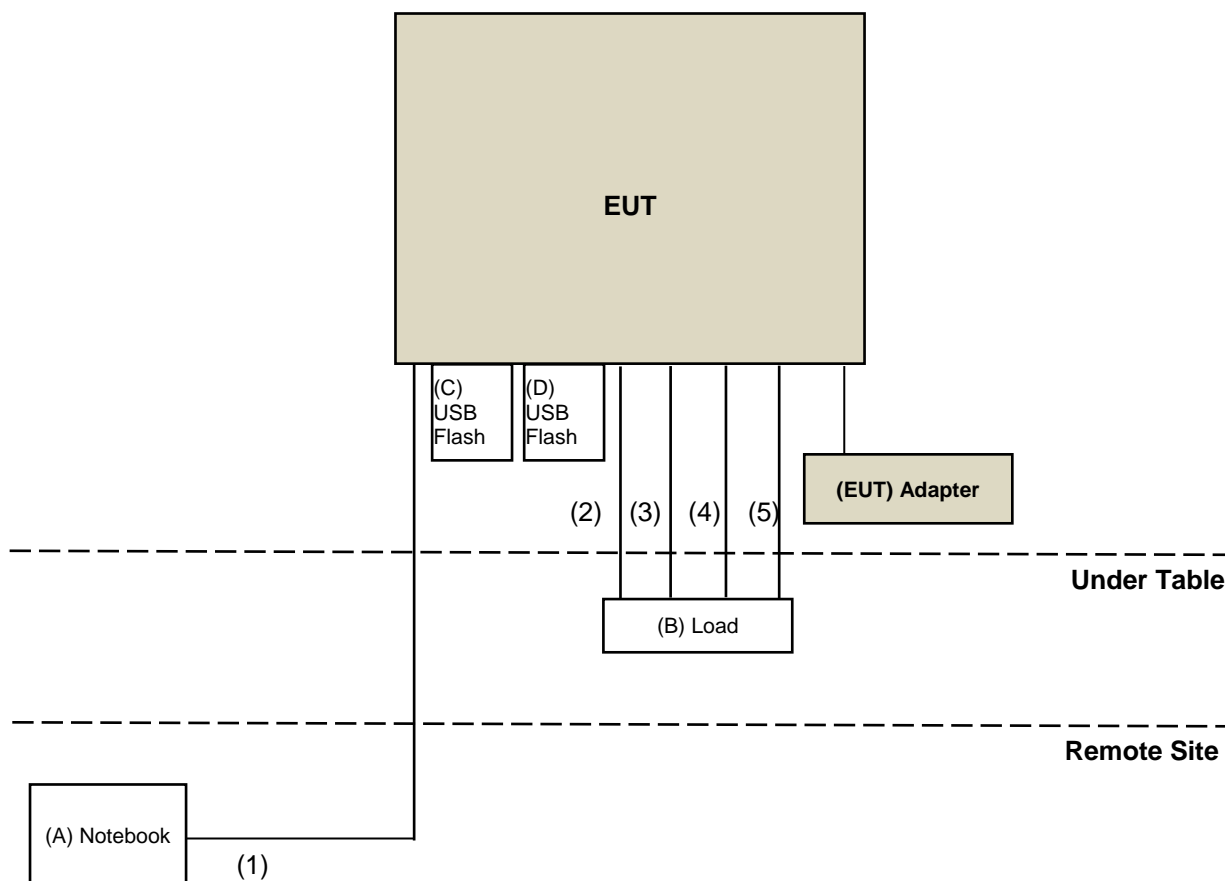 EUT
(C)
USB
Flash
(D)
USB
Flash
(EUT) Adapter
(2)
(3)
(4)
(5)
Under Table
(B) Load
Remote Site
(A) Notebook
(1)